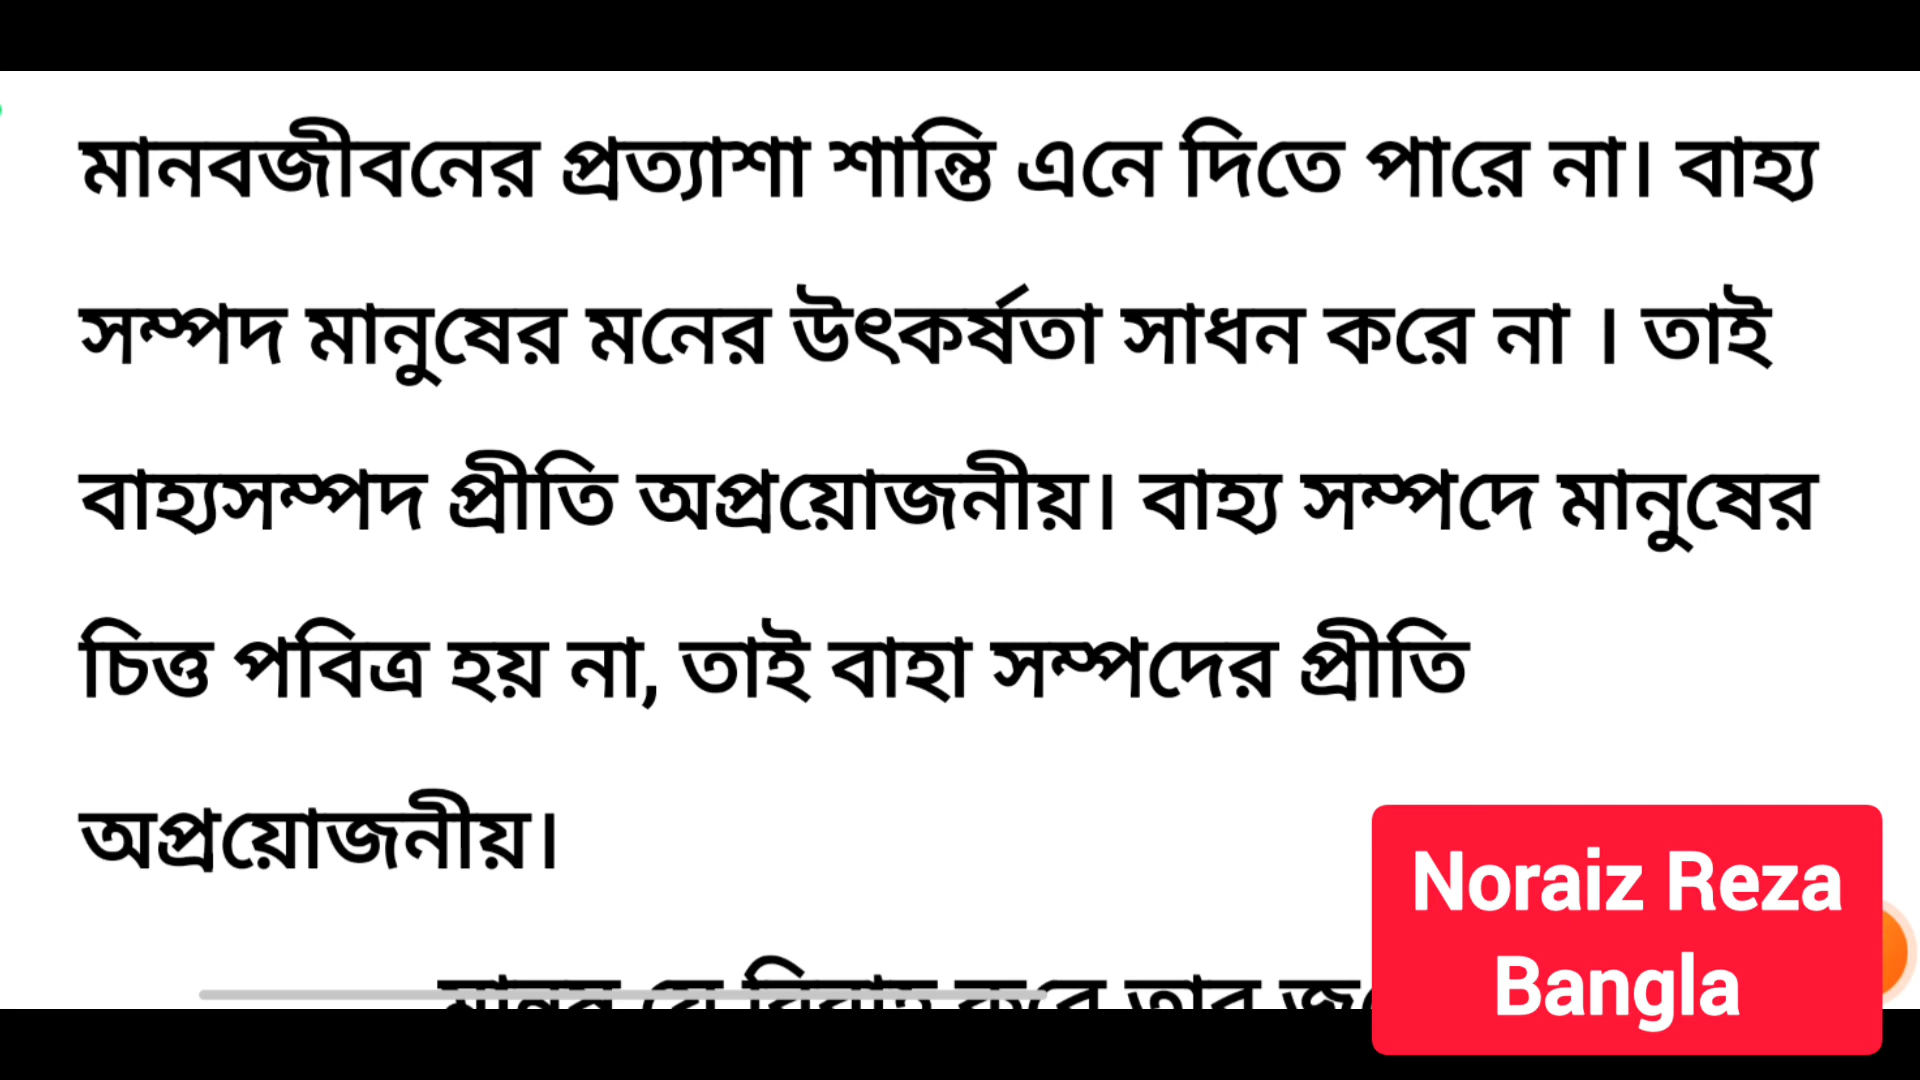 মানবজীবনের প্রত্যাশা শান্তি এনে দিতে পারে না। বাহ্য
সম্পদ মানুষের মনের উৎকর্ষতা সাধন করে না । তাই
বাহ্যসম্পদ প্রীতি অপ্রয়োজনীয়। বাহ্য সম্পদে মানুষের
চিত্ত পবিত্র হয় না, তাই বাহা সম্পদের প্রীতি
অপ্রয়োজনীয়।
Noraiz Reza
Bangla